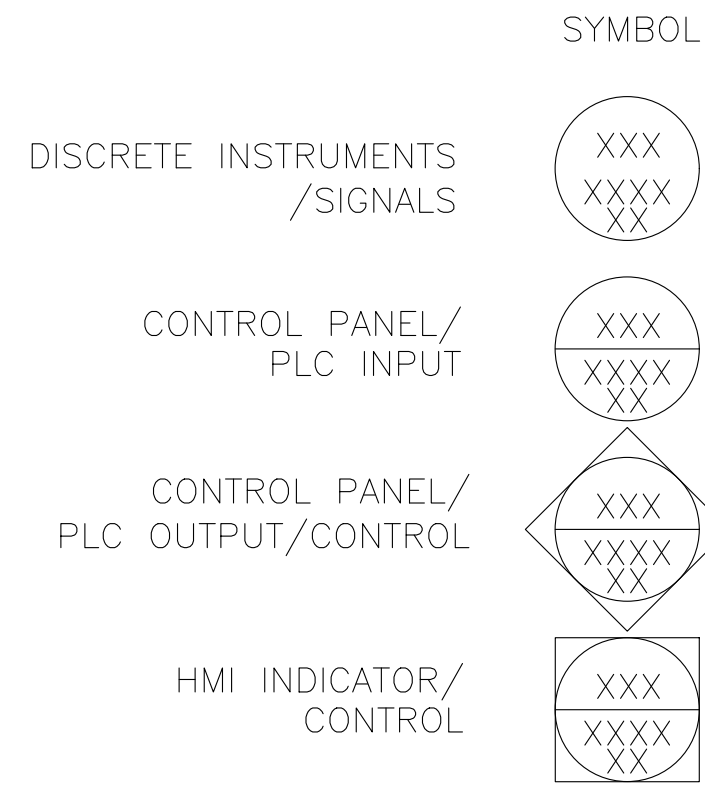 SYMBOL
DISCRETE INSTRUMENTS
/SIGNALS
XXX
XXXX
XX
CONTROL PANEL/
PLC INPUT
XXX
XXXX
XX
CONTROL PANEL/
PLC OUTPUT/CONTROL
XXX
XXXX
XX
HMI INDICATOR/
CONTROL
XXX
XXXX
XX